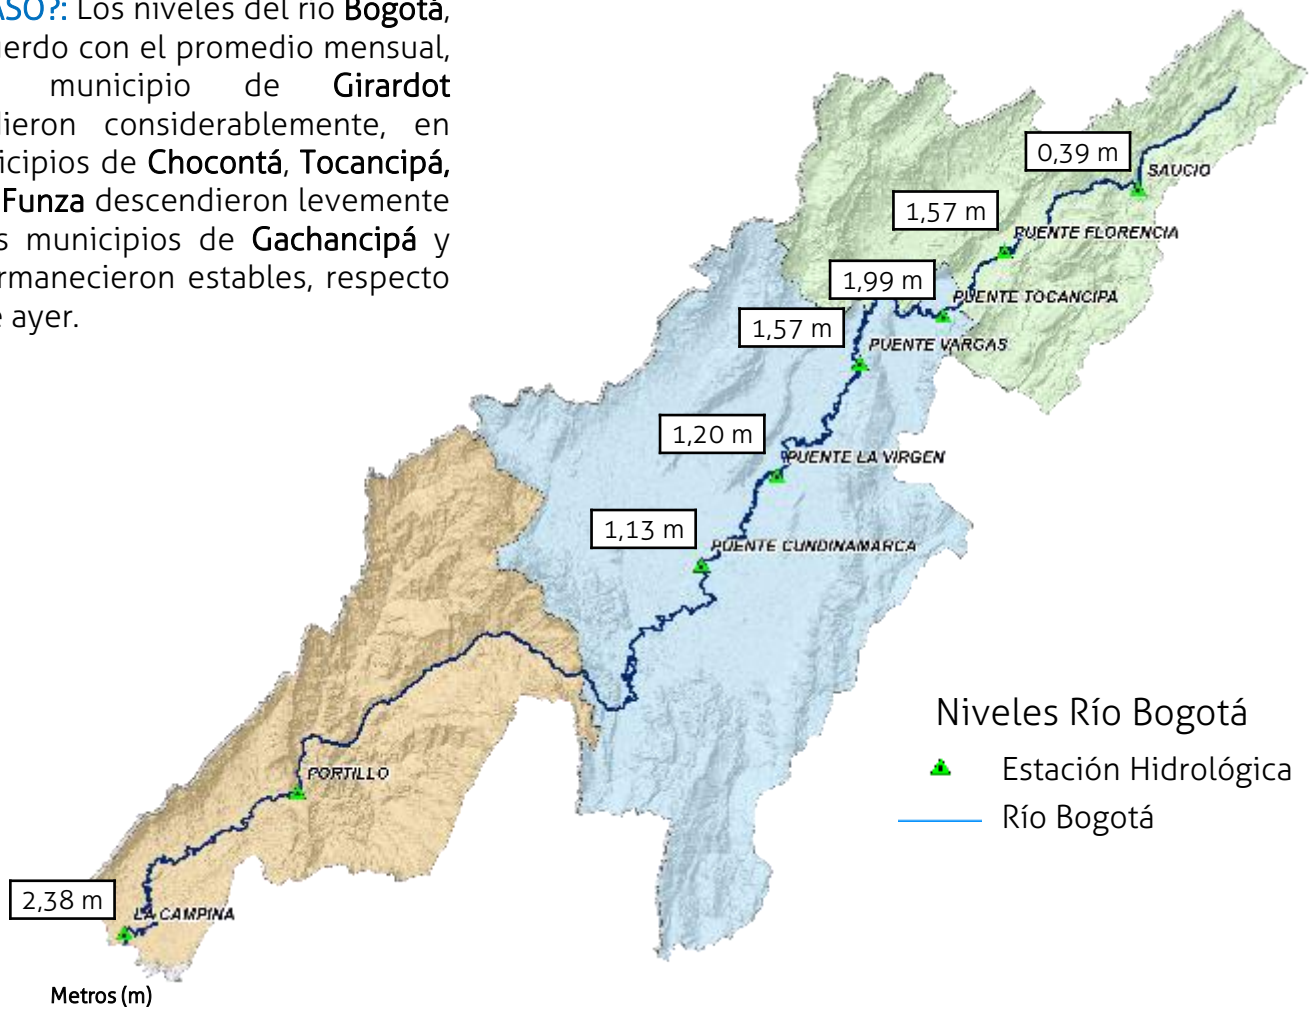 ASO?: Los niveles del río Bogotá,
uerdo con el promedio mensual,
municipio de Girardot
dieron considerablemente, en
icipios de Chocontá, Tocancipá,
Funza descendieron levemente
s municipios de Gachancipá y
rmanecieron estables, respecto
e ayer.
0,39 m
SAUCIO
1,57 m
PUENTE FLORENCIA
1,99 m
PUENTE TOCANCIPA
1,57 m
PUENTE VARGAS
1,20 m
PUENTE LA VIRGEN
1,13 m
PUENTE CUNDINAMARCA
PORTILLO
2,38 m
LA CAMPINA
Metros (m)
Niveles Río Bogotá
Estación Hidrológica
Río Bogotá